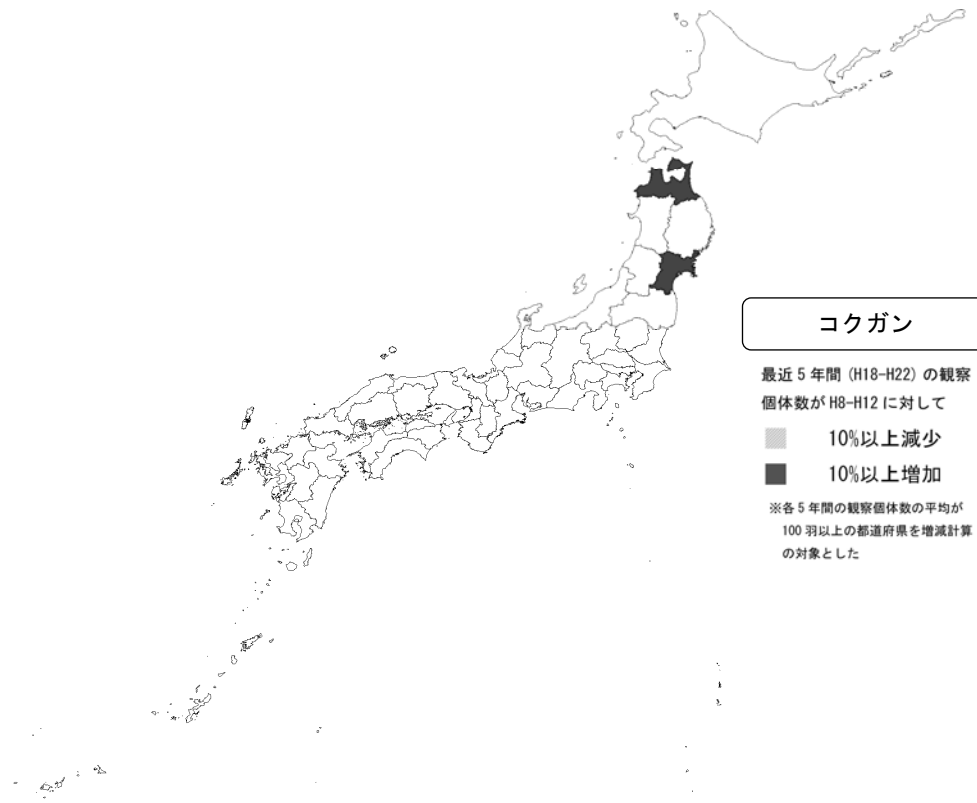 コクガン
最近5年間(H18-H22)の観察
個体数がH8-H12に対して
10%以上減少
10%以上増加
※各5年間の観察個体数の平均が
100羽以上の都道府県を増減計算
の対象とした